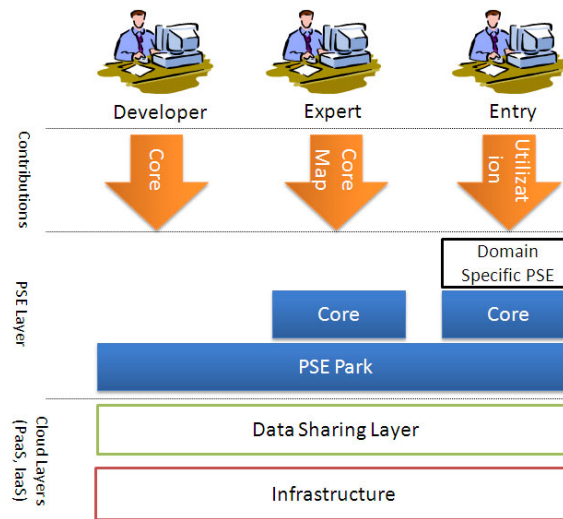 Developer
Expert
Entry
Contributions
Core
Core
Map
Utilizat
ion
PSE Layer
Domain
Specific PSE
Core
Core
PSE Park
Cloud Layers
(PaaS, IaaS)
Data Sharing Layer
Infrastructure